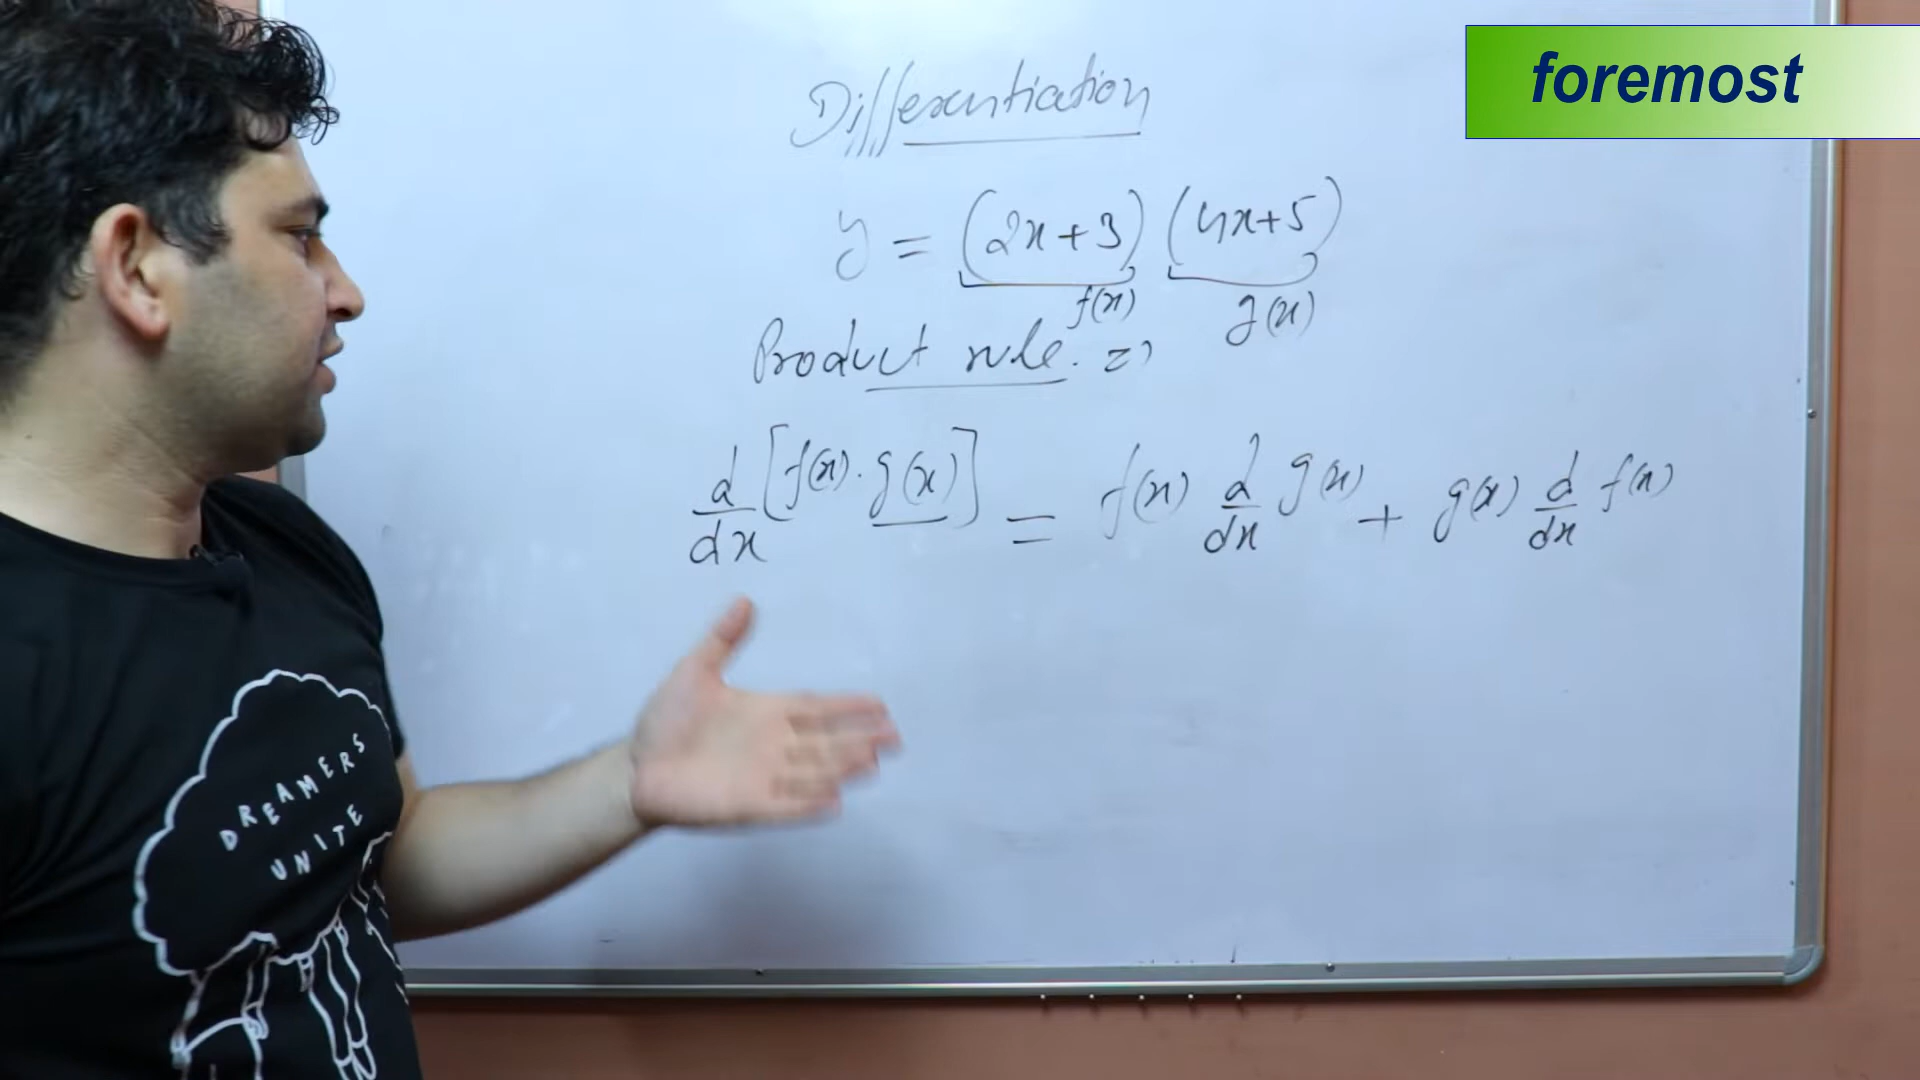 foremost
Differentiation
y = (2x+3) (4x+5)
f(x) g(x)
Product rule. =>
d/dx [f(x) · g(x)] = f(x) d/dx g(x) + g(x) d/dx f(x)
DREAMERS
UNITE